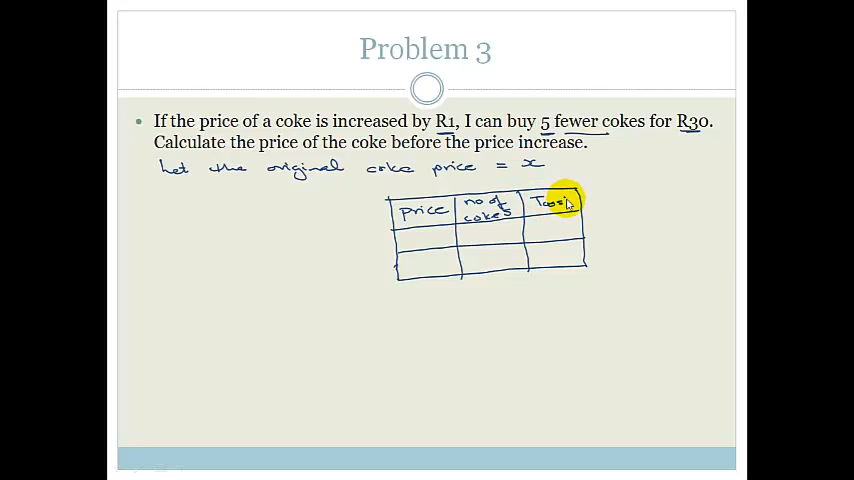 Problem 3
• If the price of a coke is increased by R1, I can buy 5 fewer cokes for R30.
Calculate the price of the coke before the price increase.
Let the original coke price = x
price no of cokes